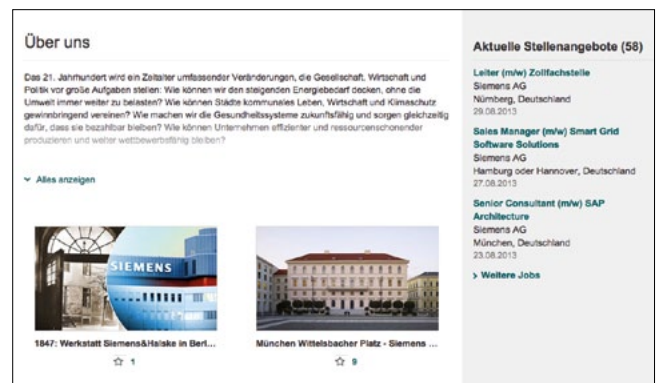 Über uns
Das 21. Jahrhundert wird ein Zeitalter umfassender Veränderungen, die Gesellschaft, Wirtschaft und
Politik vor große Aufgaben stellen: Wie können wir den steigenden Energiebedarf decken, ohne die
Umwelt immer weiter zu belasten? Wie können Städte kommunales Leben, Wirtschaft und Klimaschutz
gewinnbringend vereinen? Wie machen wir die Gesundheitssysteme zukunftsfähig und sorgen gleichzeitig
dafür, dass sie bezahlbar bleiben? Wie können Unternehmen effizienter und ressourcenschonender
produzieren und weiter wettbewerbsfähig bleiben?
Alles anzeigen
SIEMENS
1847: Werkstatt Siemens&Halske in Berl...
1
München Wittelsbacher Platz - Siemens ...
9
Aktuelle Stellenangebote (58)
Leiter (m/w) Zollfachstelle
Siemens AG
Nürnberg, Deutschland
29.08.2013
Sales Manager (m/w) Smart Grid
Software Solutions
Siemens AG
Hamburg oder Hannover, Deutschland
27.08.2013
Senior Consultant (m/w) SAP
Architecture
Siemens AG
München, Deutschland
23.08.2013
Weitere Jobs